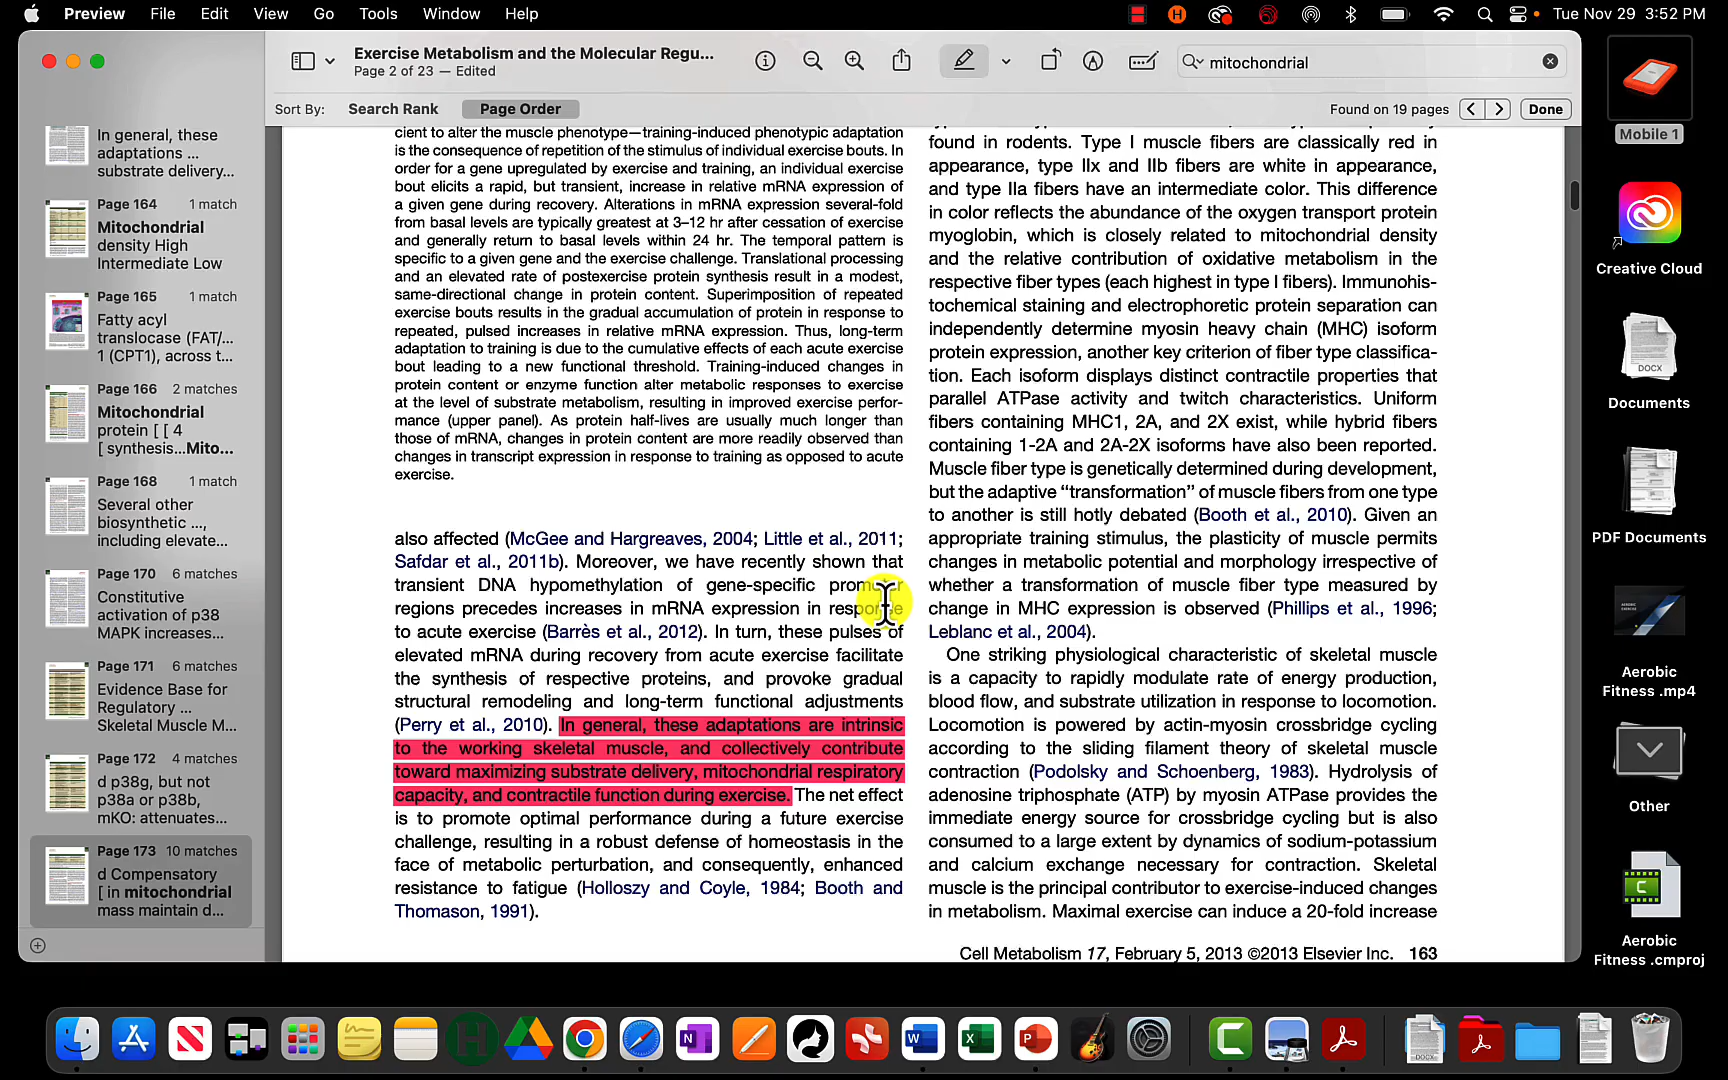 Preview File Edit View Go Tools Window Help
Tue Nov 29 3:52 PM
Exercise Metabolism and the Molecular Regu...
Page 2 of 23 — Edited
mitochondrial
Sort By: Search Rank Page Order
Found on 19 pages
Done
In general, these
adaptations ...
substrate delivery...
Page 164 1 match
Mitochondrial
density High
Intermediate Low
Page 165 1 match
Fatty acyl
translocase (FAT/...
1 (CPT1), across t...
Page 166 2 matches
Mitochondrial
protein [ [ 4
[ synthesis...Mito...
Page 168 1 match
Several other
biosynthetic ...,
including elevate...
Page 170 6 matches
Constitutive
activation of p38
MAPK increases...
Page 171 6 matches
Evidence Base for
Regulatory ...
Skeletal Muscle M...
Page 172 4 matches
d p38g, but not
p38a or p38b,
mKO: attenuates...
Page 173 10 matches
d Compensatory
[ in mitochondrial
mass maintain d...
cient to alter the muscle phenotype—training-induced phenotypic adaptation
is the consequence of repetition of the stimulus of individual exercise bouts. In
order for a gene upregulated by exercise and training, an individual exercise
bout elicits a rapid, but transient, increase in relative mRNA expression of
a given gene during recovery. Alterations in mRNA expression several-fold
from basal levels are typically greatest at 3–12 hr after cessation of exercise
and generally return to basal levels within 24 hr. The temporal pattern is
specific to a given gene and the exercise challenge. Translational processing
and an elevated rate of postexercise protein synthesis result in a modest,
same-directional change in protein content. Superimposition of repeated
exercise bouts results in the gradual accumulation of protein in response to
repeated, pulsed increases in relative mRNA expression. Thus, long-term
adaptation to training is due to the cumulative effects of each acute exercise
bout leading to a new functional threshold. Training-induced changes in
protein content or enzyme function alter metabolic responses to exercise
at the level of substrate metabolism, resulting in improved exercise perfor-
mance (upper panel). As protein half-lives are usually much longer than
those of mRNA, changes in protein content are more readily observed than
changes in transcript expression in response to training as opposed to acute
exercise.
also affected (McGee and Hargreaves, 2004; Little et al., 2011;
Safdar et al., 2011b). Moreover, we have recently shown that
transient DNA hypomethylation of gene-specific promoter
regions precedes increases in mRNA expression in response
to acute exercise (Barrès et al., 2012). In turn, these pulses of
elevated mRNA during recovery from acute exercise facilitate
the synthesis of respective proteins, and provoke gradual
structural remodeling and long-term functional adjustments
(Perry et al., 2010). In general, these adaptations are intrinsic
to the working skeletal muscle, and collectively contribute
toward maximizing substrate delivery, mitochondrial respiratory
capacity, and contractile function during exercise. The net effect
is to promote optimal performance during a future exercise
challenge, resulting in a robust defense of homeostasis in the
face of metabolic perturbation, and consequently, enhanced
resistance to fatigue (Holloszy and Coyle, 1984; Booth and
Thomason, 1991).
found in rodents. Type I muscle fibers are classically red in
appearance, type IIx and IIb fibers are white in appearance,
and type IIa fibers have an intermediate color. This difference
in color reflects the abundance of the oxygen transport protein
myoglobin, which is closely related to mitochondrial density
and the relative contribution of oxidative metabolism in the
respective fiber types (each highest in type I fibers). Immunohis-
tochemical staining and electrophoretic protein separation can
independently determine myosin heavy chain (MHC) isoform
protein expression, another key criterion of fiber type classifica-
tion. Each isoform displays distinct contractile properties that
parallel ATPase activity and twitch characteristics. Uniform
fibers containing MHC1, 2A, and 2X exist, while hybrid fibers
containing 1-2A and 2A-2X isoforms have also been reported.
Muscle fiber type is genetically determined during development,
but the adaptive “transformation” of muscle fibers from one type
to another is still hotly debated (Booth et al., 2010). Given an
appropriate training stimulus, the plasticity of muscle permits
changes in metabolic potential and morphology irrespective of
whether a transformation of muscle fiber type measured by
change in MHC expression is observed (Phillips et al., 1996;
Leblanc et al., 2004).
One striking physiological characteristic of skeletal muscle
is a capacity to rapidly modulate rate of energy production,
blood flow, and substrate utilization in response to locomotion.
Locomotion is powered by actin-myosin crossbridge cycling
according to the sliding filament theory of skeletal muscle
contraction (Podolsky and Schoenberg, 1983). Hydrolysis of
adenosine triphosphate (ATP) by myosin ATPase provides the
immediate energy source for crossbridge cycling but is also
consumed to a large extent by dynamics of sodium-potassium
and calcium exchange necessary for contraction. Skeletal
muscle is the principal contributor to exercise-induced changes
in metabolism. Maximal exercise can induce a 20-fold increase
Cell Metabolism 17, February 5, 2013 ©2013 Elsevier Inc. 163
Mobile 1
Creative Cloud
DOCX
Documents
PDF Documents
Aerobic
Fitness .mp4
Other
Aerobic
Fitness .cmproj